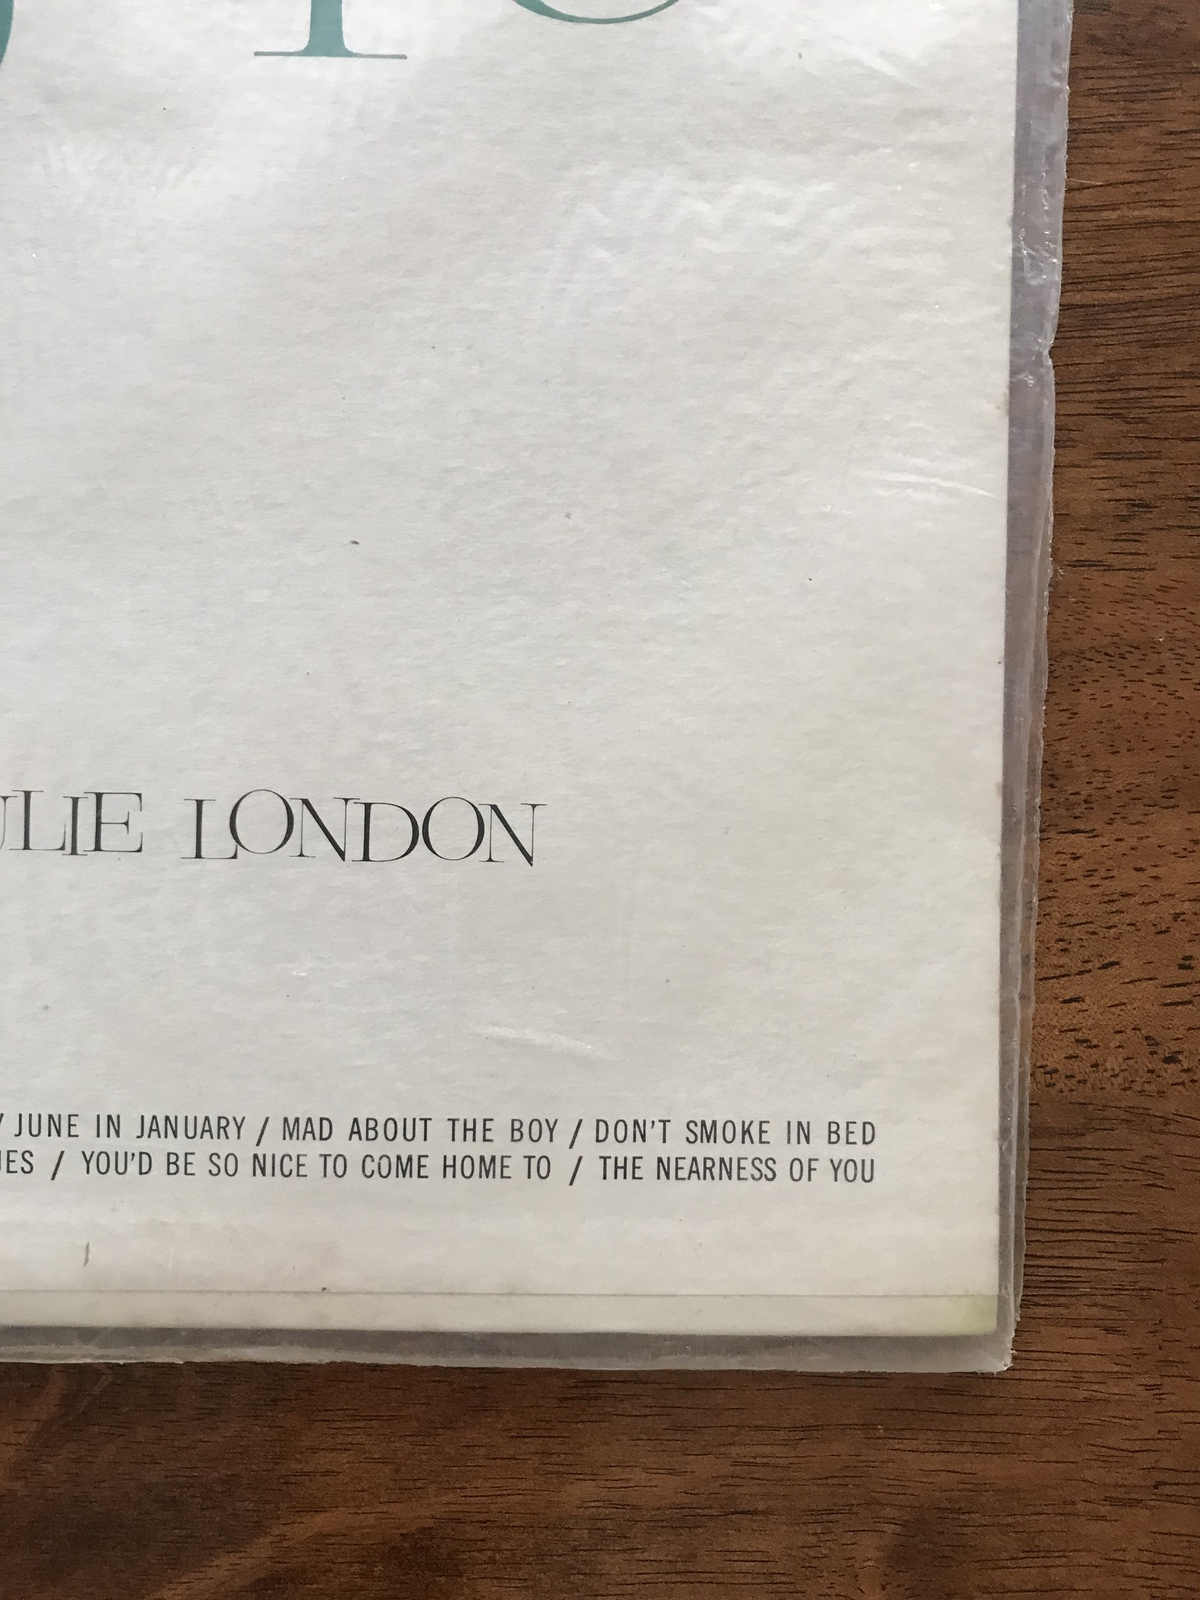 LONDON
/ JUNE IN JANUARY / MAD ABOUT THE BOY / DON'T SMOKE IN BED
/ YOU'D BE SO NICE TO COME HOME TO / THE NEARNESS OF YOU